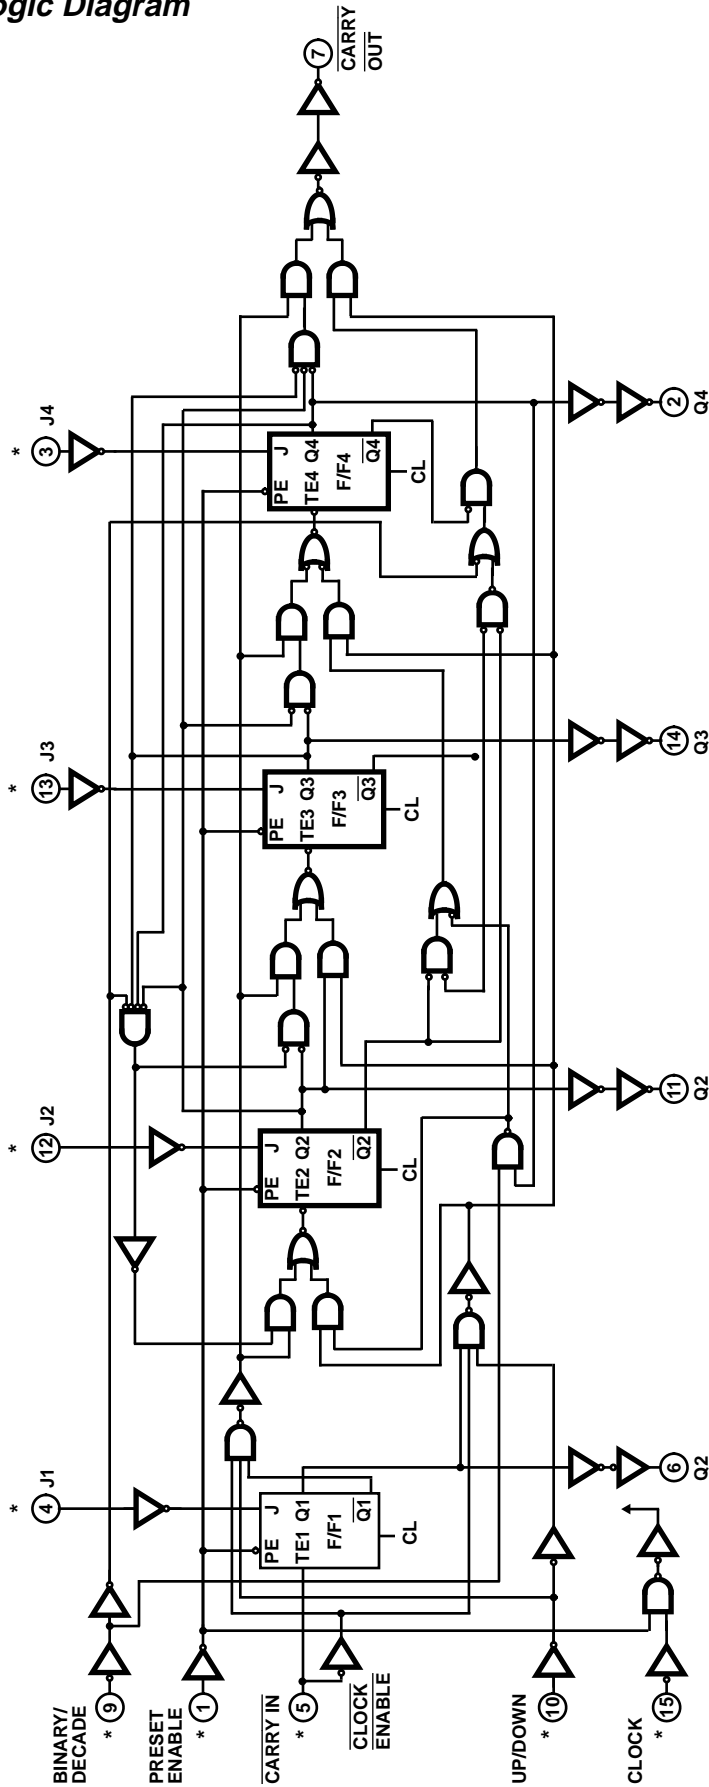 ogic Diagram
7
CARRY
OUT
* 3 J4
PE J
TE4 Q4
F/F4
Q4
CL
2
Q4
* 13 J3
PE J
TE3 Q3
F/F3
Q3
CL
14
Q3
* 12 J2
PE J
TE2 Q2
F/F2
Q2
CL
11
Q2
* 4 J1
PE J
TE1 Q1
F/F1
Q1
CL
6
Q2
BINARY/
DECADE
* 9
PRESET
ENABLE
* 1
CARRY IN
* 5
CLOCK
ENABLE
UP/DOWN
* 10
CLOCK
* 15